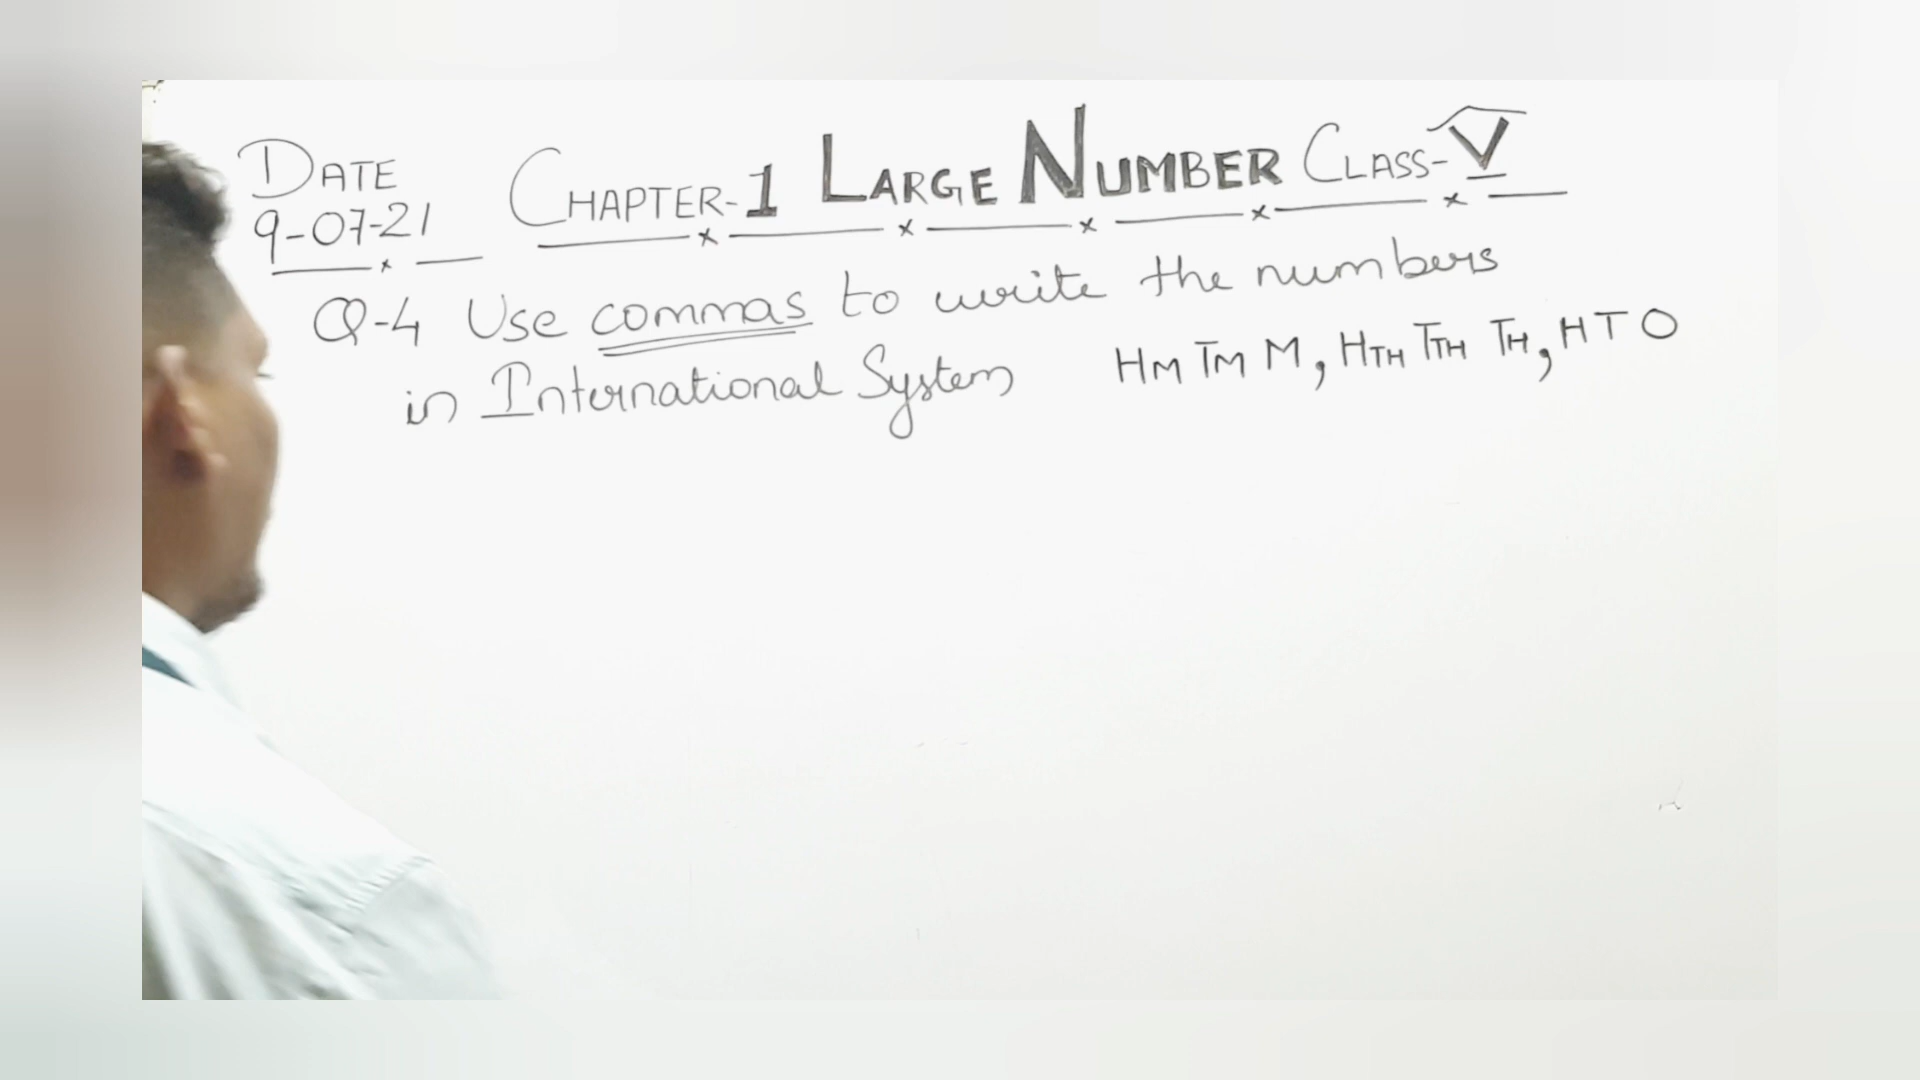 DATE
9-07-21
CHAPTER-1 LARGE NUMBER CLASS-V
Q-4 Use commas to write the numbers
in International System HM TM M, HTH TTH TH, H T O